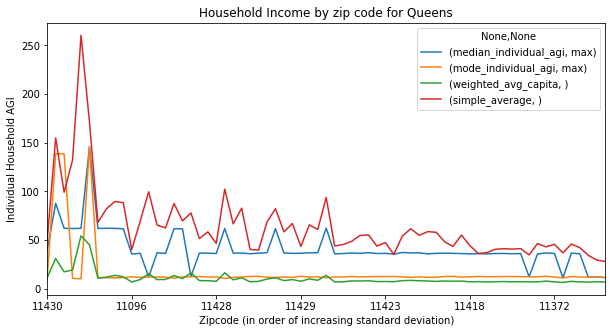 Household Income by zip code for Queens
None,None
(median_individual_agi, max)
(mode_individual_agi, max)
(weighted_avg_capita, )
(simple_average, )
Individual Household AGI
250
200
150
100
50
0
11430 11096 11428 11429 11423 11418 11372
Zipcode (in order of increasing standard deviation)